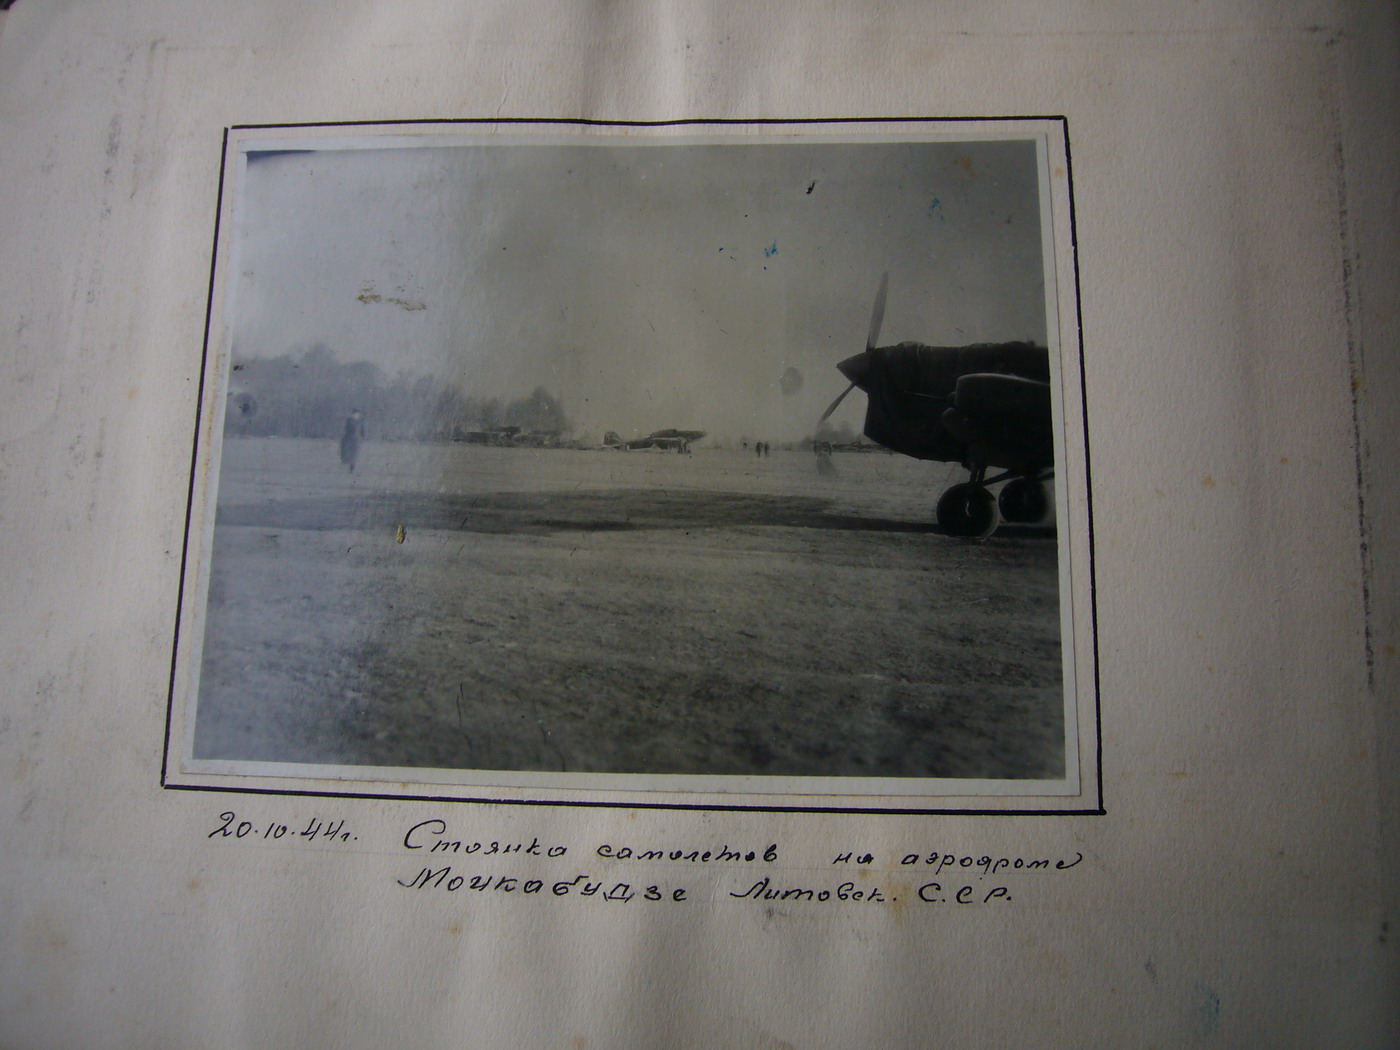 20.10.44г. Стоянка самолетов на аэродроме
Мочкабудзе Литовск. С.С.Р.